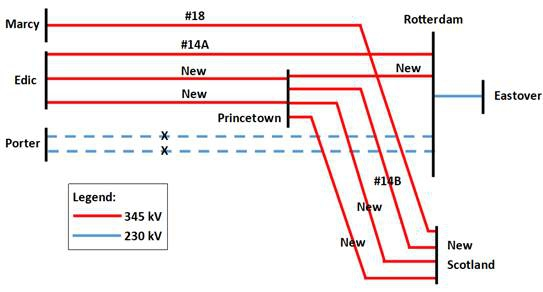 Marcy
#18
Rotterdam
#14A
Edic
New
New
New
Eastover
Princetown
Porter
X
X
#14B
New
New
New
Scotland
Legend:
345 kV
230 kV